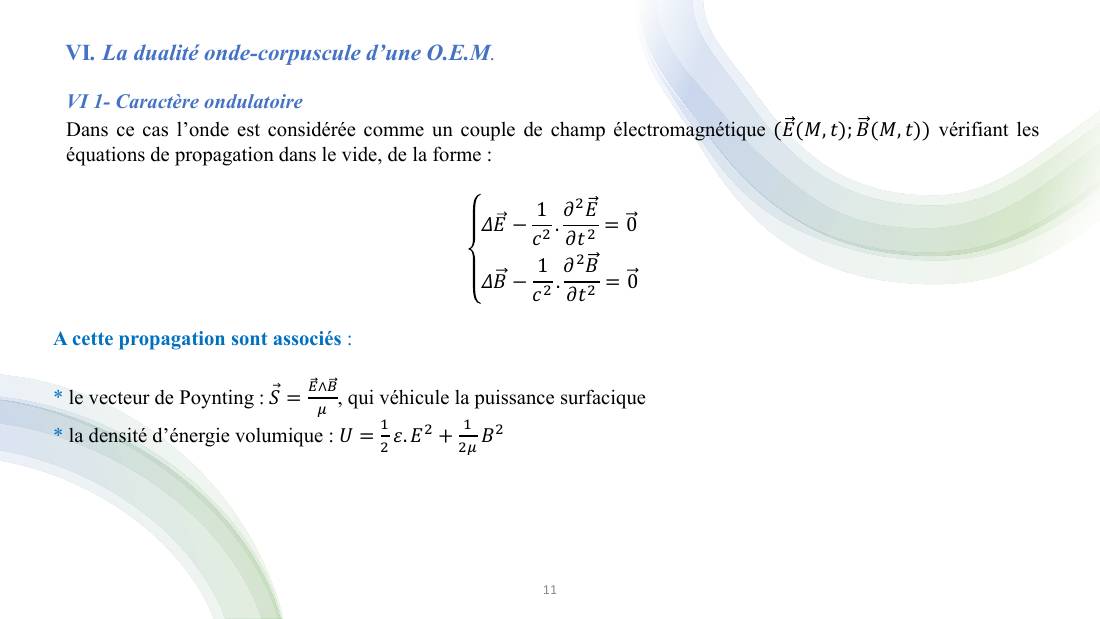 VI. La dualité onde-corpuscule d’une O.E.M.
VI 1- Caractère ondulatoire
Dans ce cas l’onde est considérée comme un couple de champ électromagnétique (E⃗(M, t); B⃗(M, t)) vérifiant les
équations de propagation dans le vide, de la forme :
ΔE⃗ − 1/c² . ∂²E⃗/∂t² = 0⃗
ΔB⃗ − 1/c² . ∂²B⃗/∂t² = 0⃗
A cette propagation sont associés :
* le vecteur de Poynting : S⃗ = E⃗∧B⃗/μ, qui véhicule la puissance surfacique
* la densité d’énergie volumique : U = 1/2 ε. E² + 1/2μ B²
11